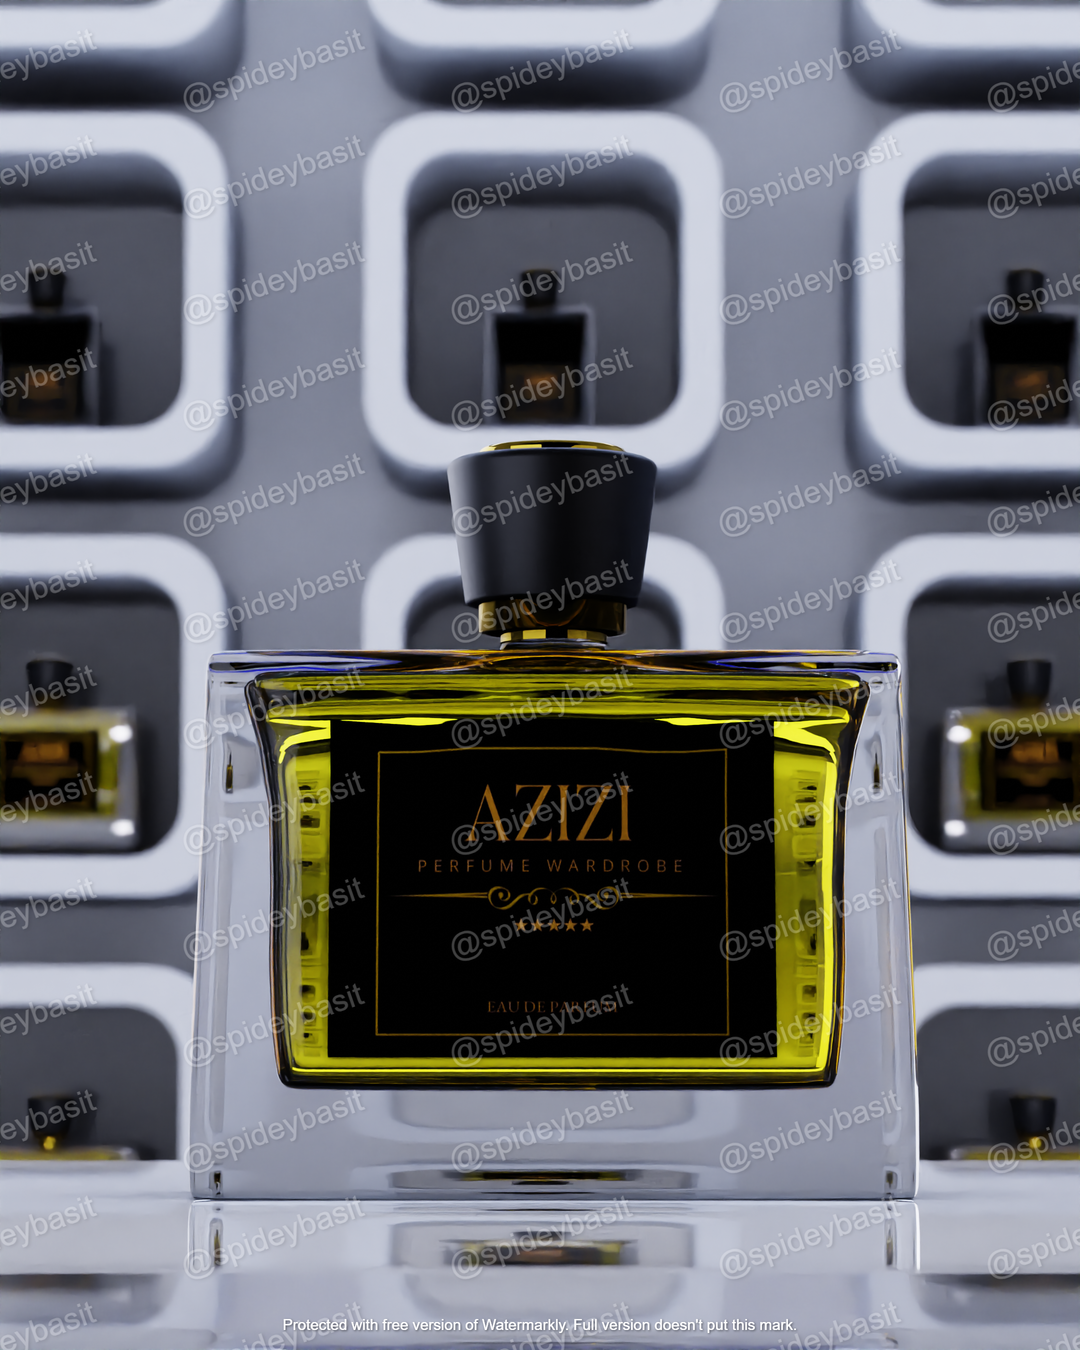 @spideybasit
AZIZI
PERFUME WARDROBE
★★★★★
EAU DE PARFUM
Protected with free version of Watermarkly. Full version doesn't put this mark.